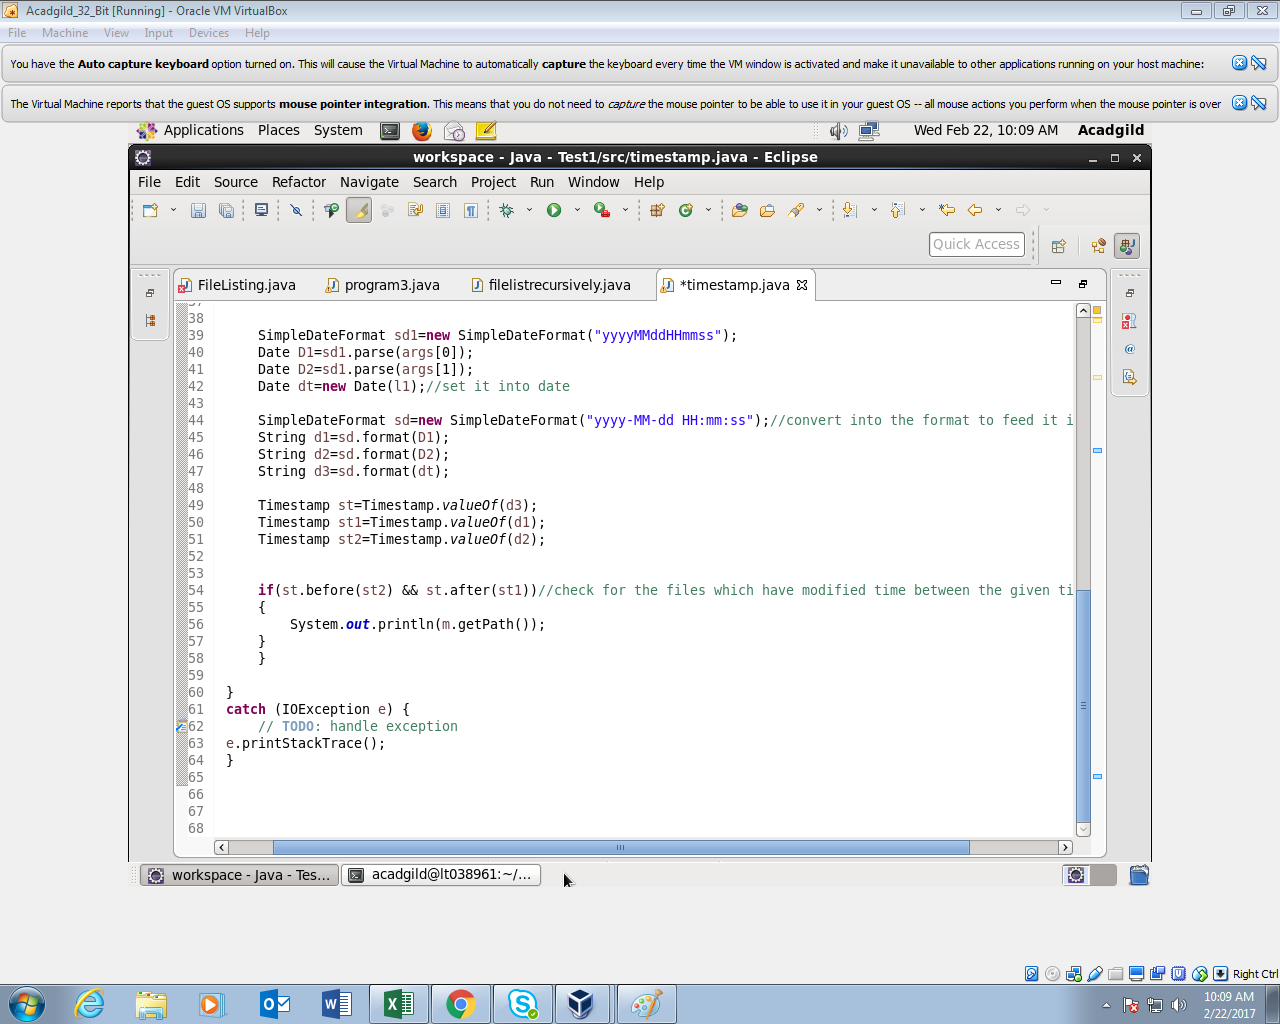 Acadgild_32_Bit [Running] - Oracle VM VirtualBox
File Machine View Input Devices Help
You have the Auto capture keyboard option turned on. This will cause the Virtual Machine to automatically capture the keyboard every time the VM window is activated and make it unavailable to other applications running on your host machine:
The Virtual Machine reports that the guest OS supports mouse pointer integration. This means that you do not need to capture the mouse pointer to be able to use it in your guest OS -- all mouse actions you perform when the mouse pointer is over
Applications Places System Wed Feb 22, 10:09 AM Acadgild
workspace - Java - Test1/src/timestamp.java - Eclipse
File Edit Source Refactor Navigate Search Project Run Window Help
Quick Access
FileListing.java program3.java filelistrecursively.java *timestamp.java
37
38
39 SimpleDateFormat sd1=new SimpleDateFormat("yyyyMMddHHmmss");
40 Date D1=sd1.parse(args[0]);
41 Date D2=sd1.parse(args[1]);
42 Date dt=new Date(l1);//set it into date
43
44 SimpleDateFormat sd=new SimpleDateFormat("yyyy-MM-dd HH:mm:ss");//convert into the format to feed it i
45 String d1=sd.format(D1);
46 String d2=sd.format(D2);
47 String d3=sd.format(dt);
48
49 Timestamp st=Timestamp.valueOf(d3);
50 Timestamp st1=Timestamp.valueOf(d1);
51 Timestamp st2=Timestamp.valueOf(d2);
52
53
54 if(st.before(st2) && st.after(st1))//check for the files which have modified time between the given ti
55 {
56 System.out.println(m.getPath());
57 }
58 }
59
60 }
61 catch (IOException e) {
62 // TODO: handle exception
63 e.printStackTrace();
64 }
65
66
67
68
workspace - Java - Tes... acadgild@lt038961:~/...
Right Ctrl
10:09 AM
2/22/2017